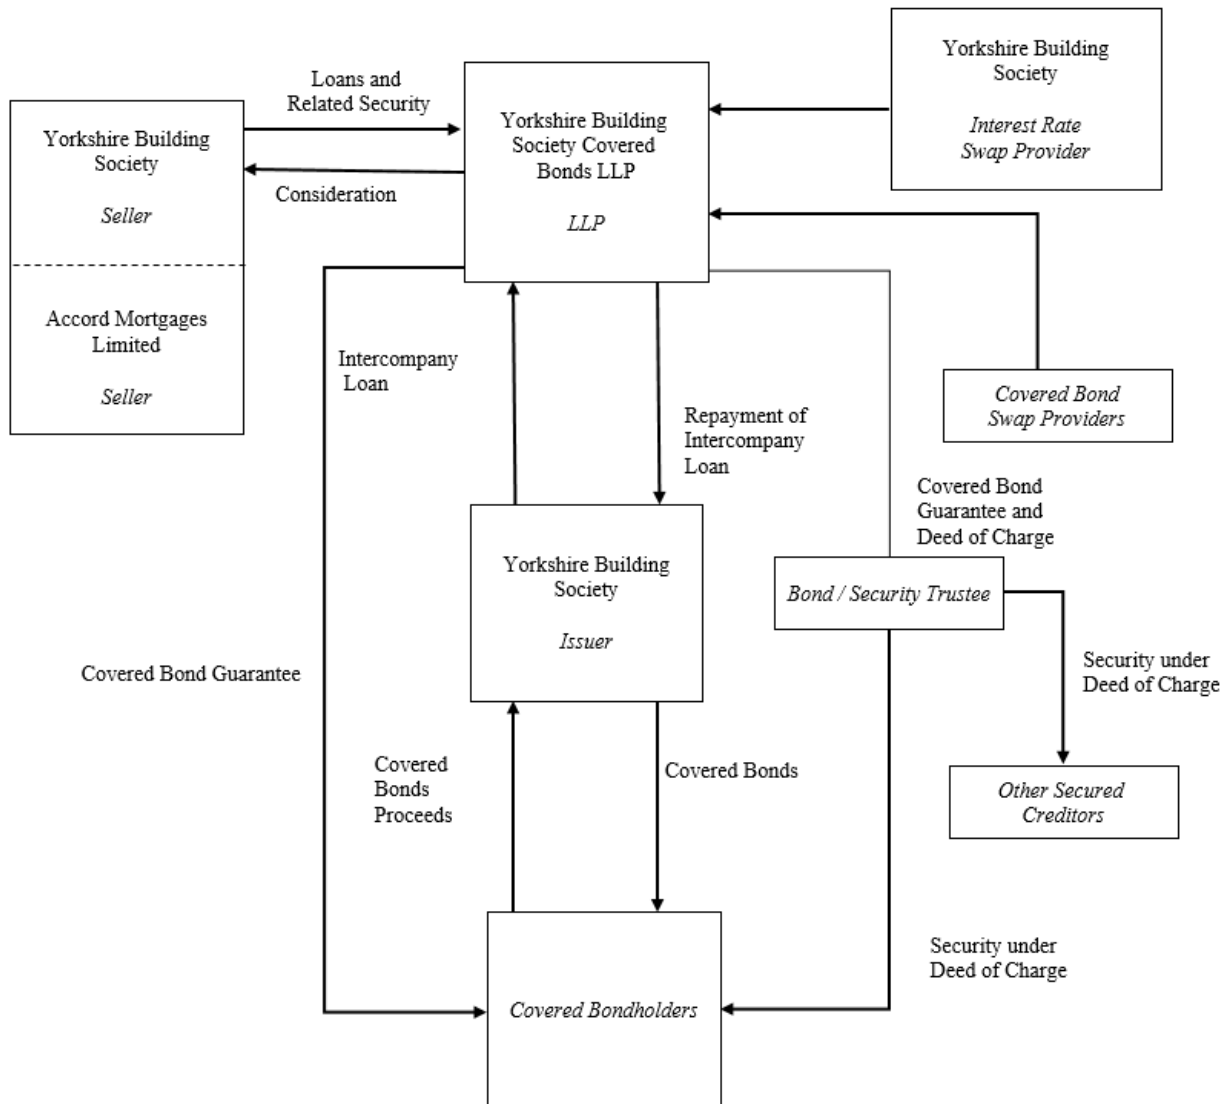 Yorkshire Building
Society
Interest Rate
Swap Provider
Loans and
Related Security
Yorkshire Building
Society Covered
Bonds LLP
LLP
Yorkshire Building
Society
Seller
Consideration
Accord Mortgages
Limited
Seller
Intercompany
Loan
Covered Bond
Swap Providers
Repayment of
Intercompany
Loan
Covered Bond
Guarantee and
Deed of Charge
Yorkshire Building
Society
Issuer
Bond / Security Trustee
Covered Bond Guarantee
Security under
Deed of Charge
Covered
Bonds
Proceeds
Covered Bonds
Other Secured
Creditors
Security under
Deed of Charge
Covered Bondholders